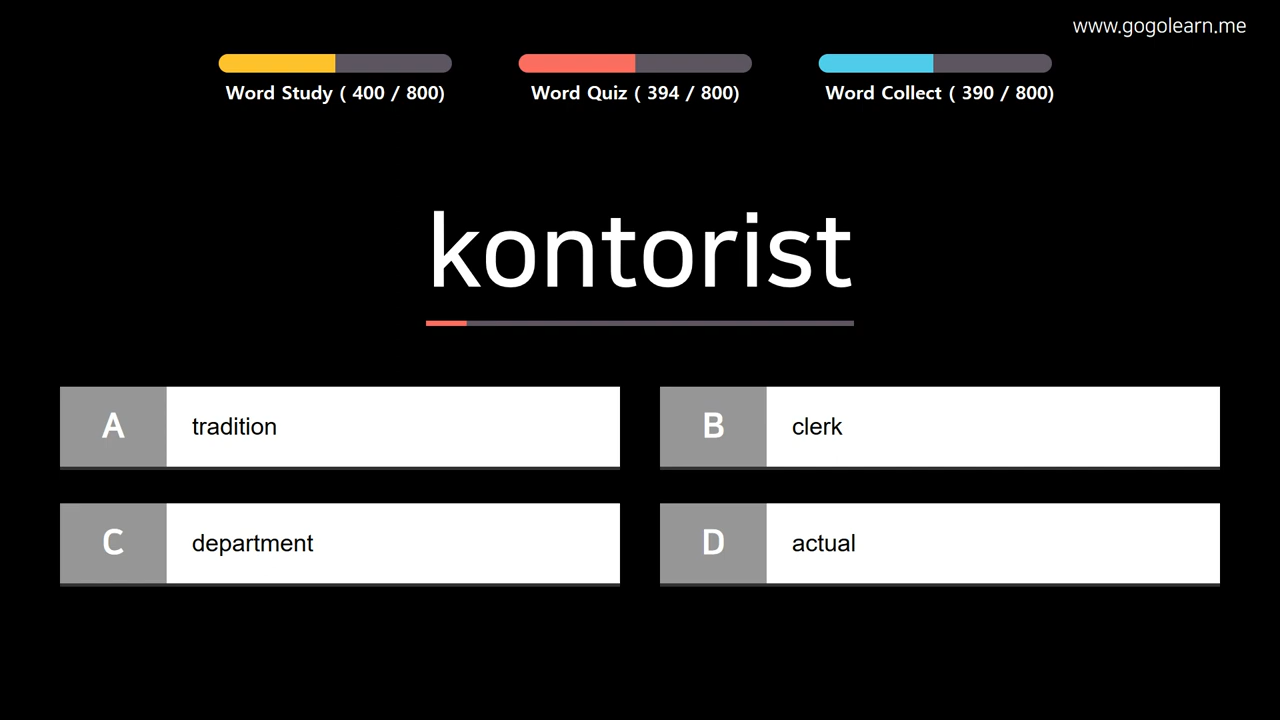 www.gogolearn.me
Word Study ( 400 / 800)
Word Quiz ( 394 / 800)
Word Collect ( 390 / 800)
kontorist
A tradition
B clerk
C department
D actual